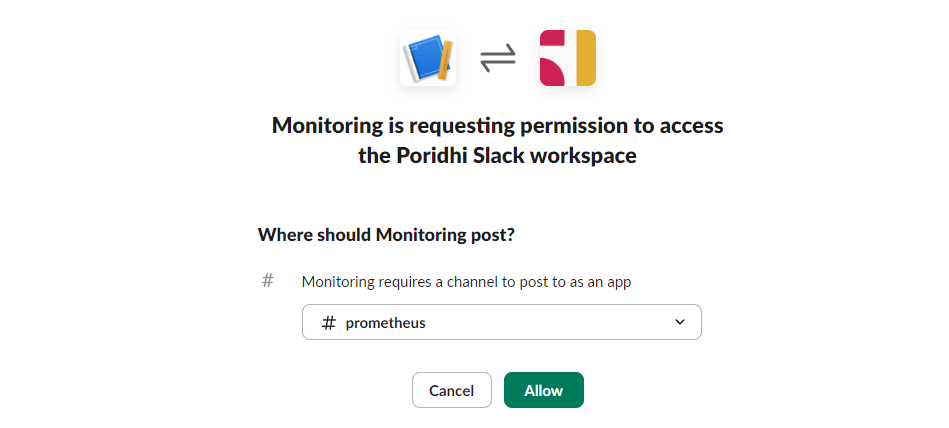 Monitoring is requesting permission to access
the Poridhi Slack workspace
Where should Monitoring post?
# Monitoring requires a channel to post to as an app
# prometheus
Cancel Allow